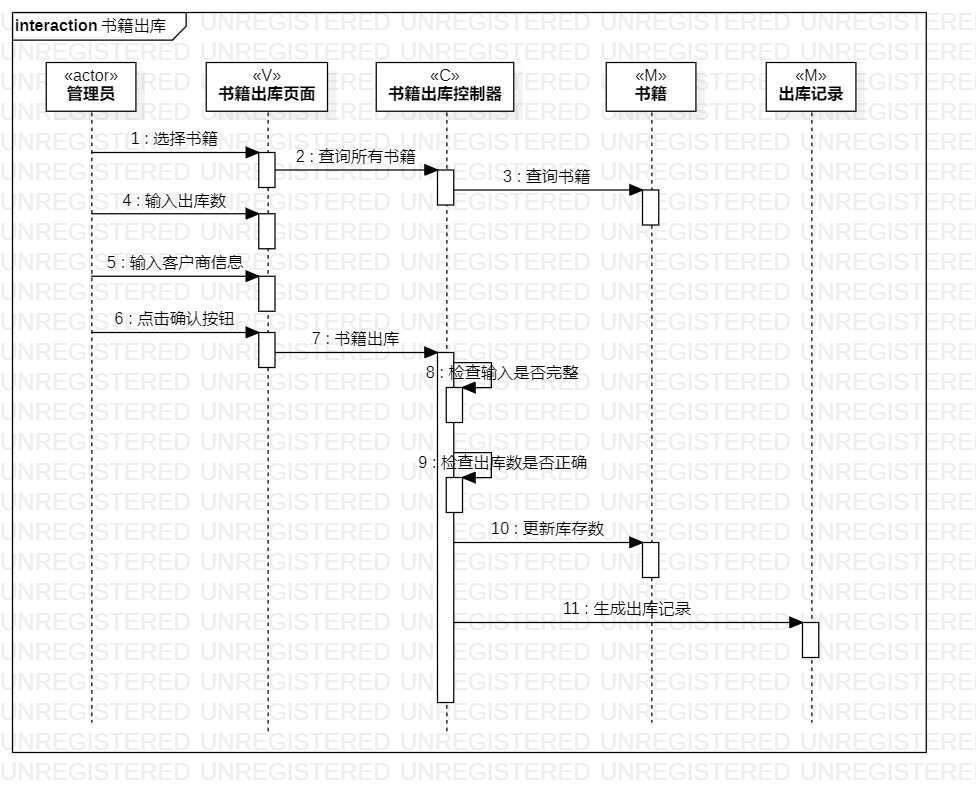 interaction 书籍出库
«actor»
管理员
«V»
书籍出库页面
«C»
书籍出库控制器
«M»
书籍
«M»
出库记录
1 : 选择书籍
2 : 查询所有书籍
3 : 查询书籍
4 : 输入出库数
5 : 输入客户商信息
6 : 点击确认按钮
7 : 书籍出库
8 : 检查输入是否完整
9 : 检查出库数是否正确
10 : 更新库存数
11 : 生成出库记录
UNREGISTERED